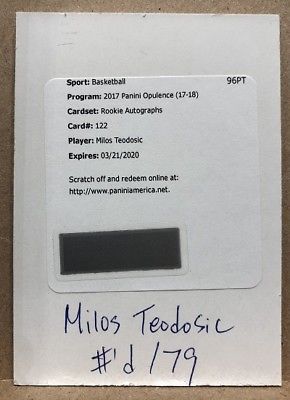 Sport: Basketball 96PT
Program: 2017 Panini Opulence (17-18)
Cardset: Rookie Autographs
Card#: 122
Player: Milos Teodosic
Expires: 03/21/2020
Scratch off and redeem online at:
http://www.paniniamerica.net.
Milos Teodosic
#'d /79